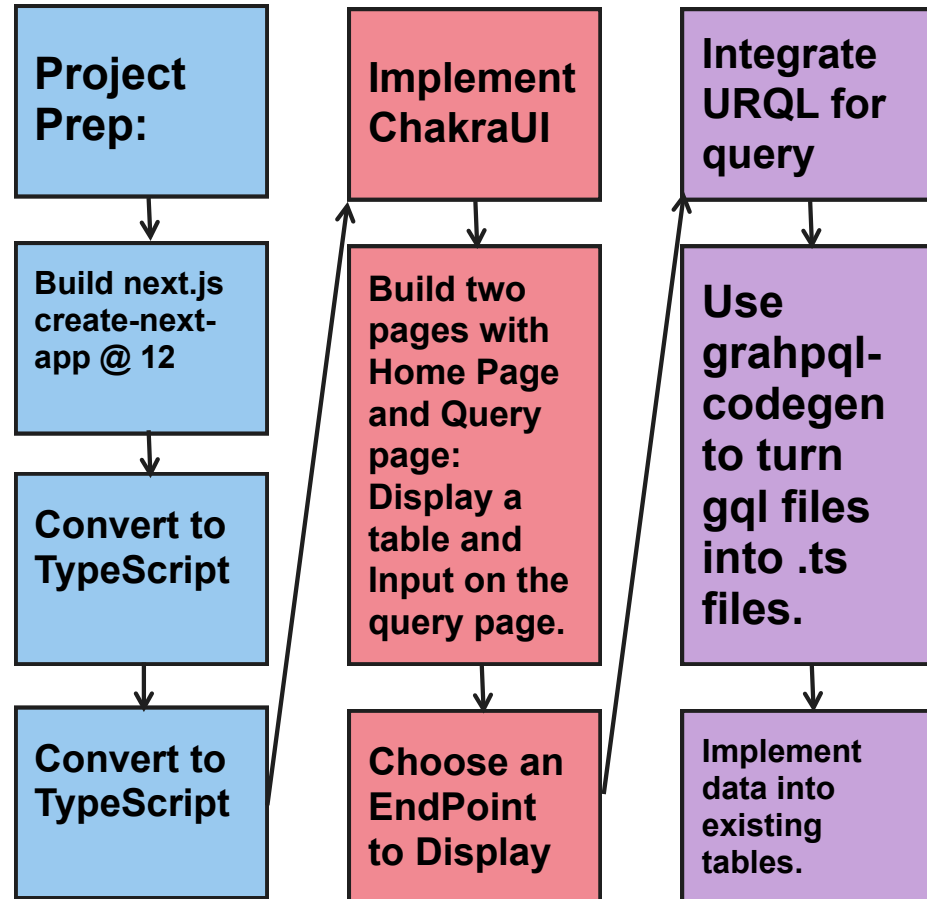 Project
Prep:
Build next.js
create-next-
app @ 12
Convert to
TypeScript
Convert to
TypeScript
Implement
ChakraUI
Build two
pages with
Home Page
and Query
page:
Display a
table and
Input on the
query page.
Choose an
EndPoint
to Display
Integrate
URQL for
query
Use
grahpql-
codegen
to turn
gql files
into .ts
files.
Implement
data into
existing
tables.